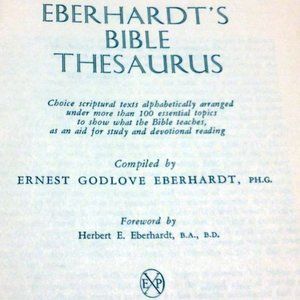 EBERHARDT'S
BIBLE
THESAURUS
Choice scriptural texts alphabetically arranged
under more than 100 essential topics
to show what the Bible teaches,
as an aid for study and devotional reading
Compiled by
ERNEST GODLOVE EBERHARDT, PH.G.
Foreword by
Herbert E. Eberhardt, B.A., B.D.
E P